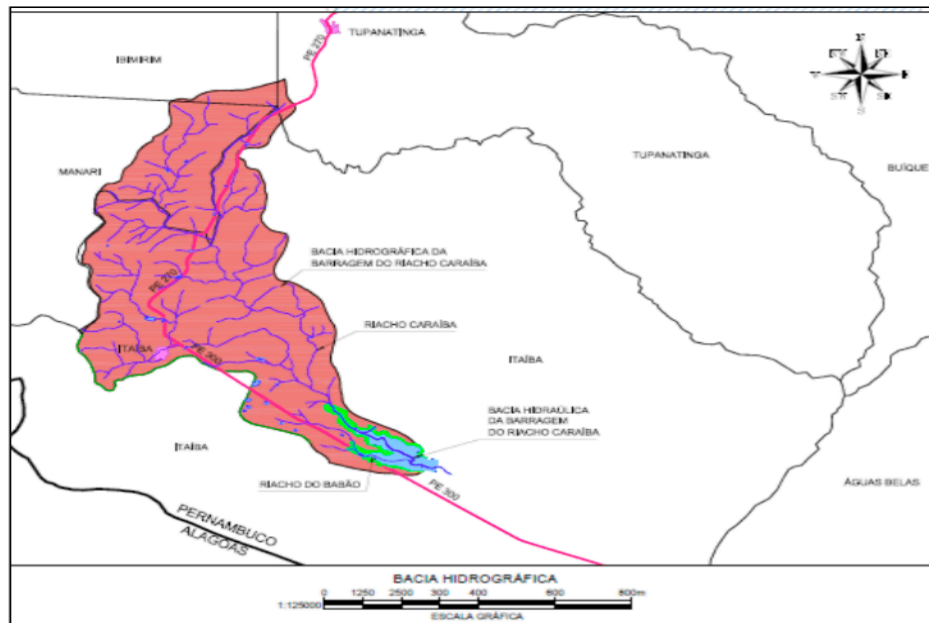 TUPANATINGA
IBIMIRIM
PE 270
TUPANATINGA
BUÍQUE
MANARI
BACIA HIDROGRÁFICA DA
BARRAGEM DO RIACHO CARAÍBA
PE 270
RIACHO CARAÍBA
ITAÍBA
PE 300
ITAÍBA
BACIA HIDRAÚLICA
DA BARRAGEM
DO RIACHO CARAÍBA
ITAÍBA
RIACHO DO BABÃO
PE 300
ÁGUAS BELAS
PERNAMBUCO
ALAGOAS
BACIA HIDROGRÁFICA
0 1250 2500 300 400 600 800m
1:125000
ESCALA GRÁFICA